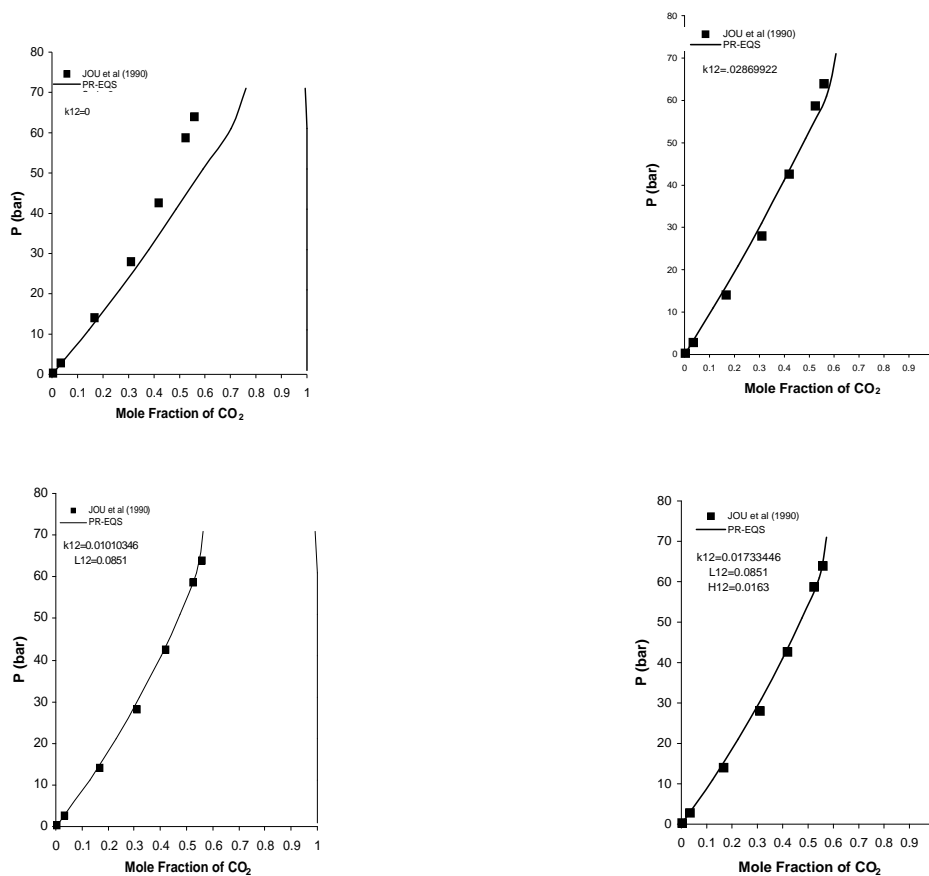 80
70
60
50
40
30
20
10
0
P (bar)
JOU et al (1990)
PR-EQS
k12=0
0 0.1 0.2 0.3 0.4 0.5 0.6 0.7 0.8 0.9 1
Mole Fraction of CO2
80
70
60
50
40
30
20
10
0
P (bar)
JOU et al (1990)
PR-EQS
k12=.02869922
0 0.1 0.2 0.3 0.4 0.5 0.6 0.7 0.8 0.9
Mole Fraction of CO2
80
70
60
50
40
30
20
10
0
P (bar)
JOU et al (1990)
PR-EQS
k12=0.01010346
L12=0.0851
0 0.1 0.2 0.3 0.4 0.5 0.6 0.7 0.8 0.9 1
Mole Fraction of CO2
80
70
60
50
40
30
20
10
0
P (bar)
JOU et al (1990)
PR-EQS
k12=0.01733446
L12=0.0851
H12=0.0163
0 0.1 0.2 0.3 0.4 0.5 0.6 0.7 0.8 0.9
Mole Fraction of CO2